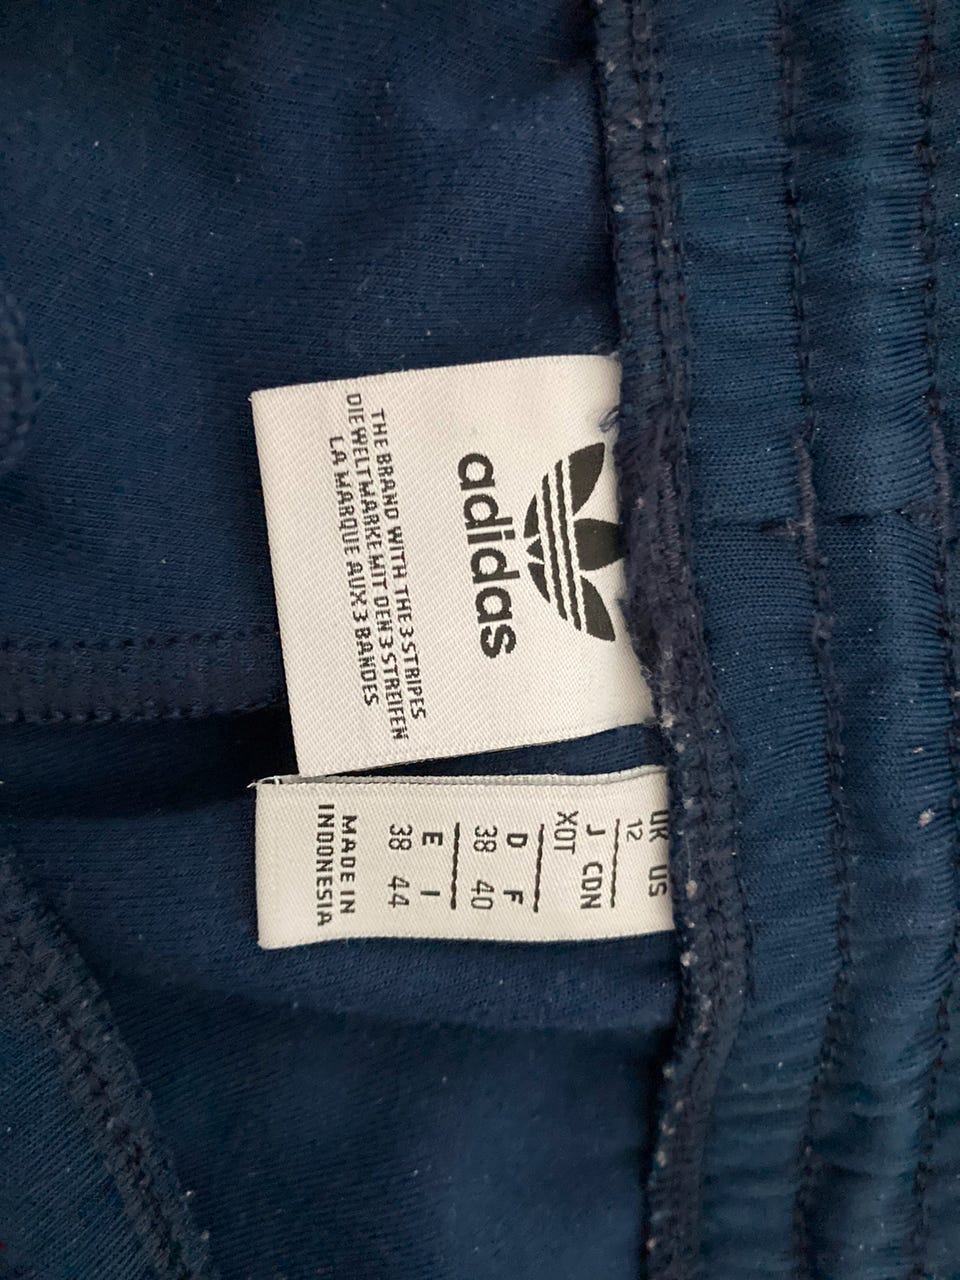 adidas
THE BRAND WITH THE 3 STRIPES
DIE WELTMARKE MIT DEN 3 STREIFEN
LA MARQUE AUX 3 BANDES
UK US
12
J CDN
XOT
D F
38 40
E I
38 44
MADE IN
INDONESIA